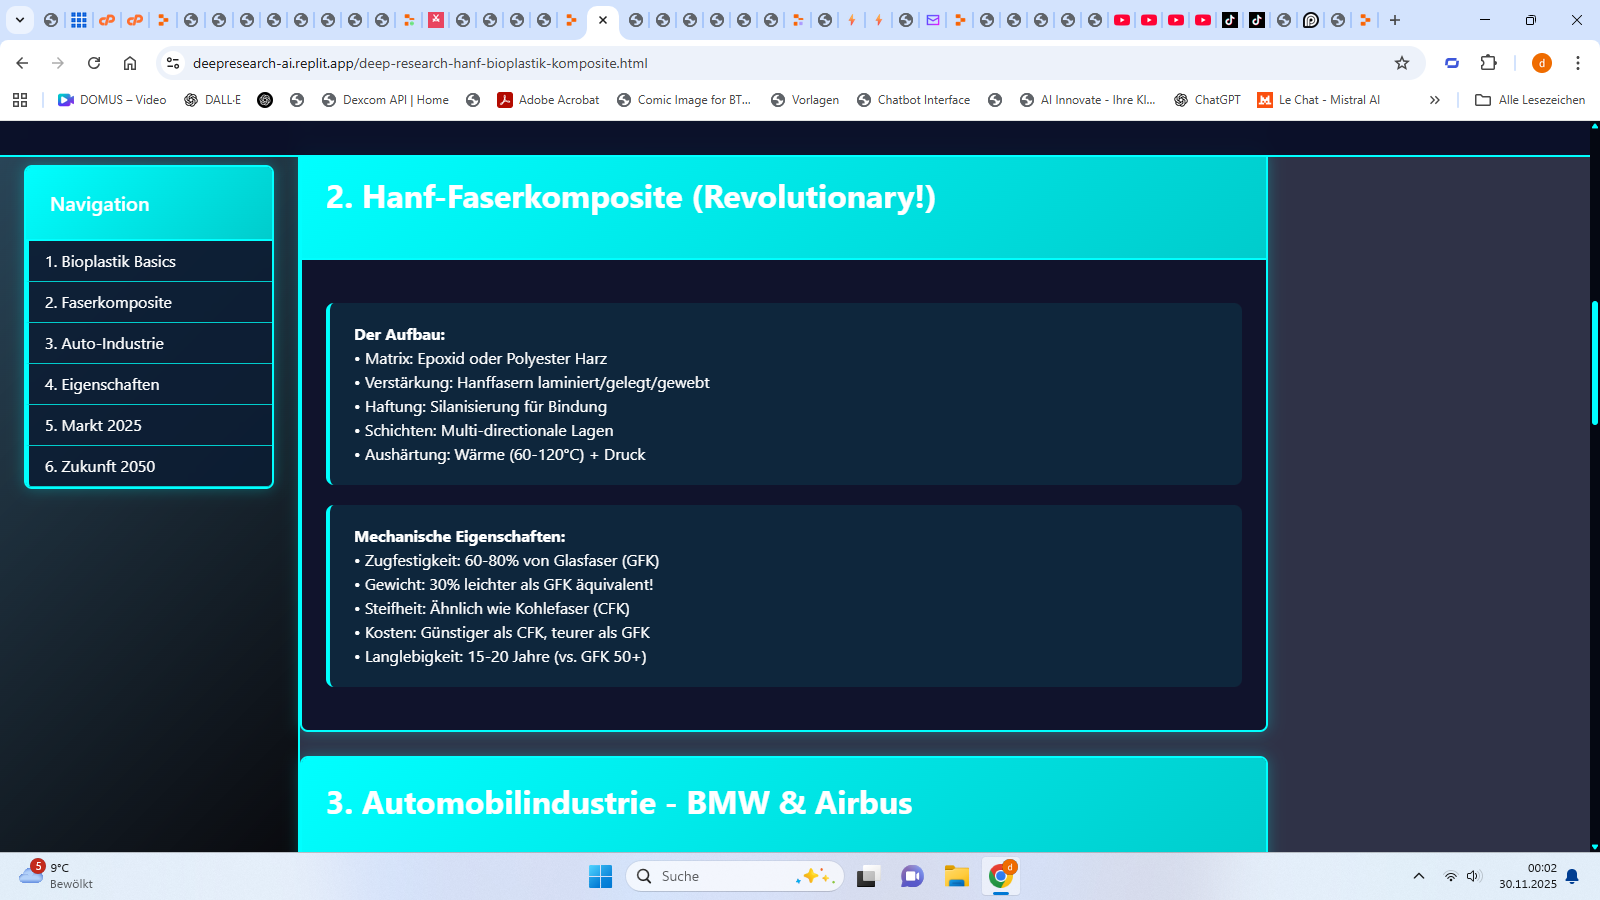 deepresearch-ai.replit.app/deep-research-hanf-bioplastik-komposite.html
d
DOMUS – Video
DALL·E
Dexcom API | Home
Adobe Acrobat
Comic Image for BT...
Vorlagen
Chatbot Interface
AI Innovate - Ihre KI...
ChatGPT
Le Chat - Mistral AI
Alle Lesezeichen
Navigation
1. Bioplastik Basics
2. Faserkomposite
3. Auto-Industrie
4. Eigenschaften
5. Markt 2025
6. Zukunft 2050
2. Hanf-Faserkomposite (Revolutionary!)
Der Aufbau:
• Matrix: Epoxid oder Polyester Harz
• Verstärkung: Hanffasern laminiert/gelegt/gewebt
• Haftung: Silanisierung für Bindung
• Schichten: Multi-direktionale Lagen
• Aushärtung: Wärme (60-120°C) + Druck
Mechanische Eigenschaften:
• Zugfestigkeit: 60-80% von Glasfaser (GFK)
• Gewicht: 30% leichter als GFK äquivalent!
• Steifheit: Ähnlich wie Kohlefaser (CFK)
• Kosten: Günstiger als CFK, teurer als GFK
• Langlebigkeit: 15-20 Jahre (vs. GFK 50+)
3. Automobilindustrie - BMW & Airbus
5
9°C
Bewölkt
Suche
d
00:02
30.11.2025